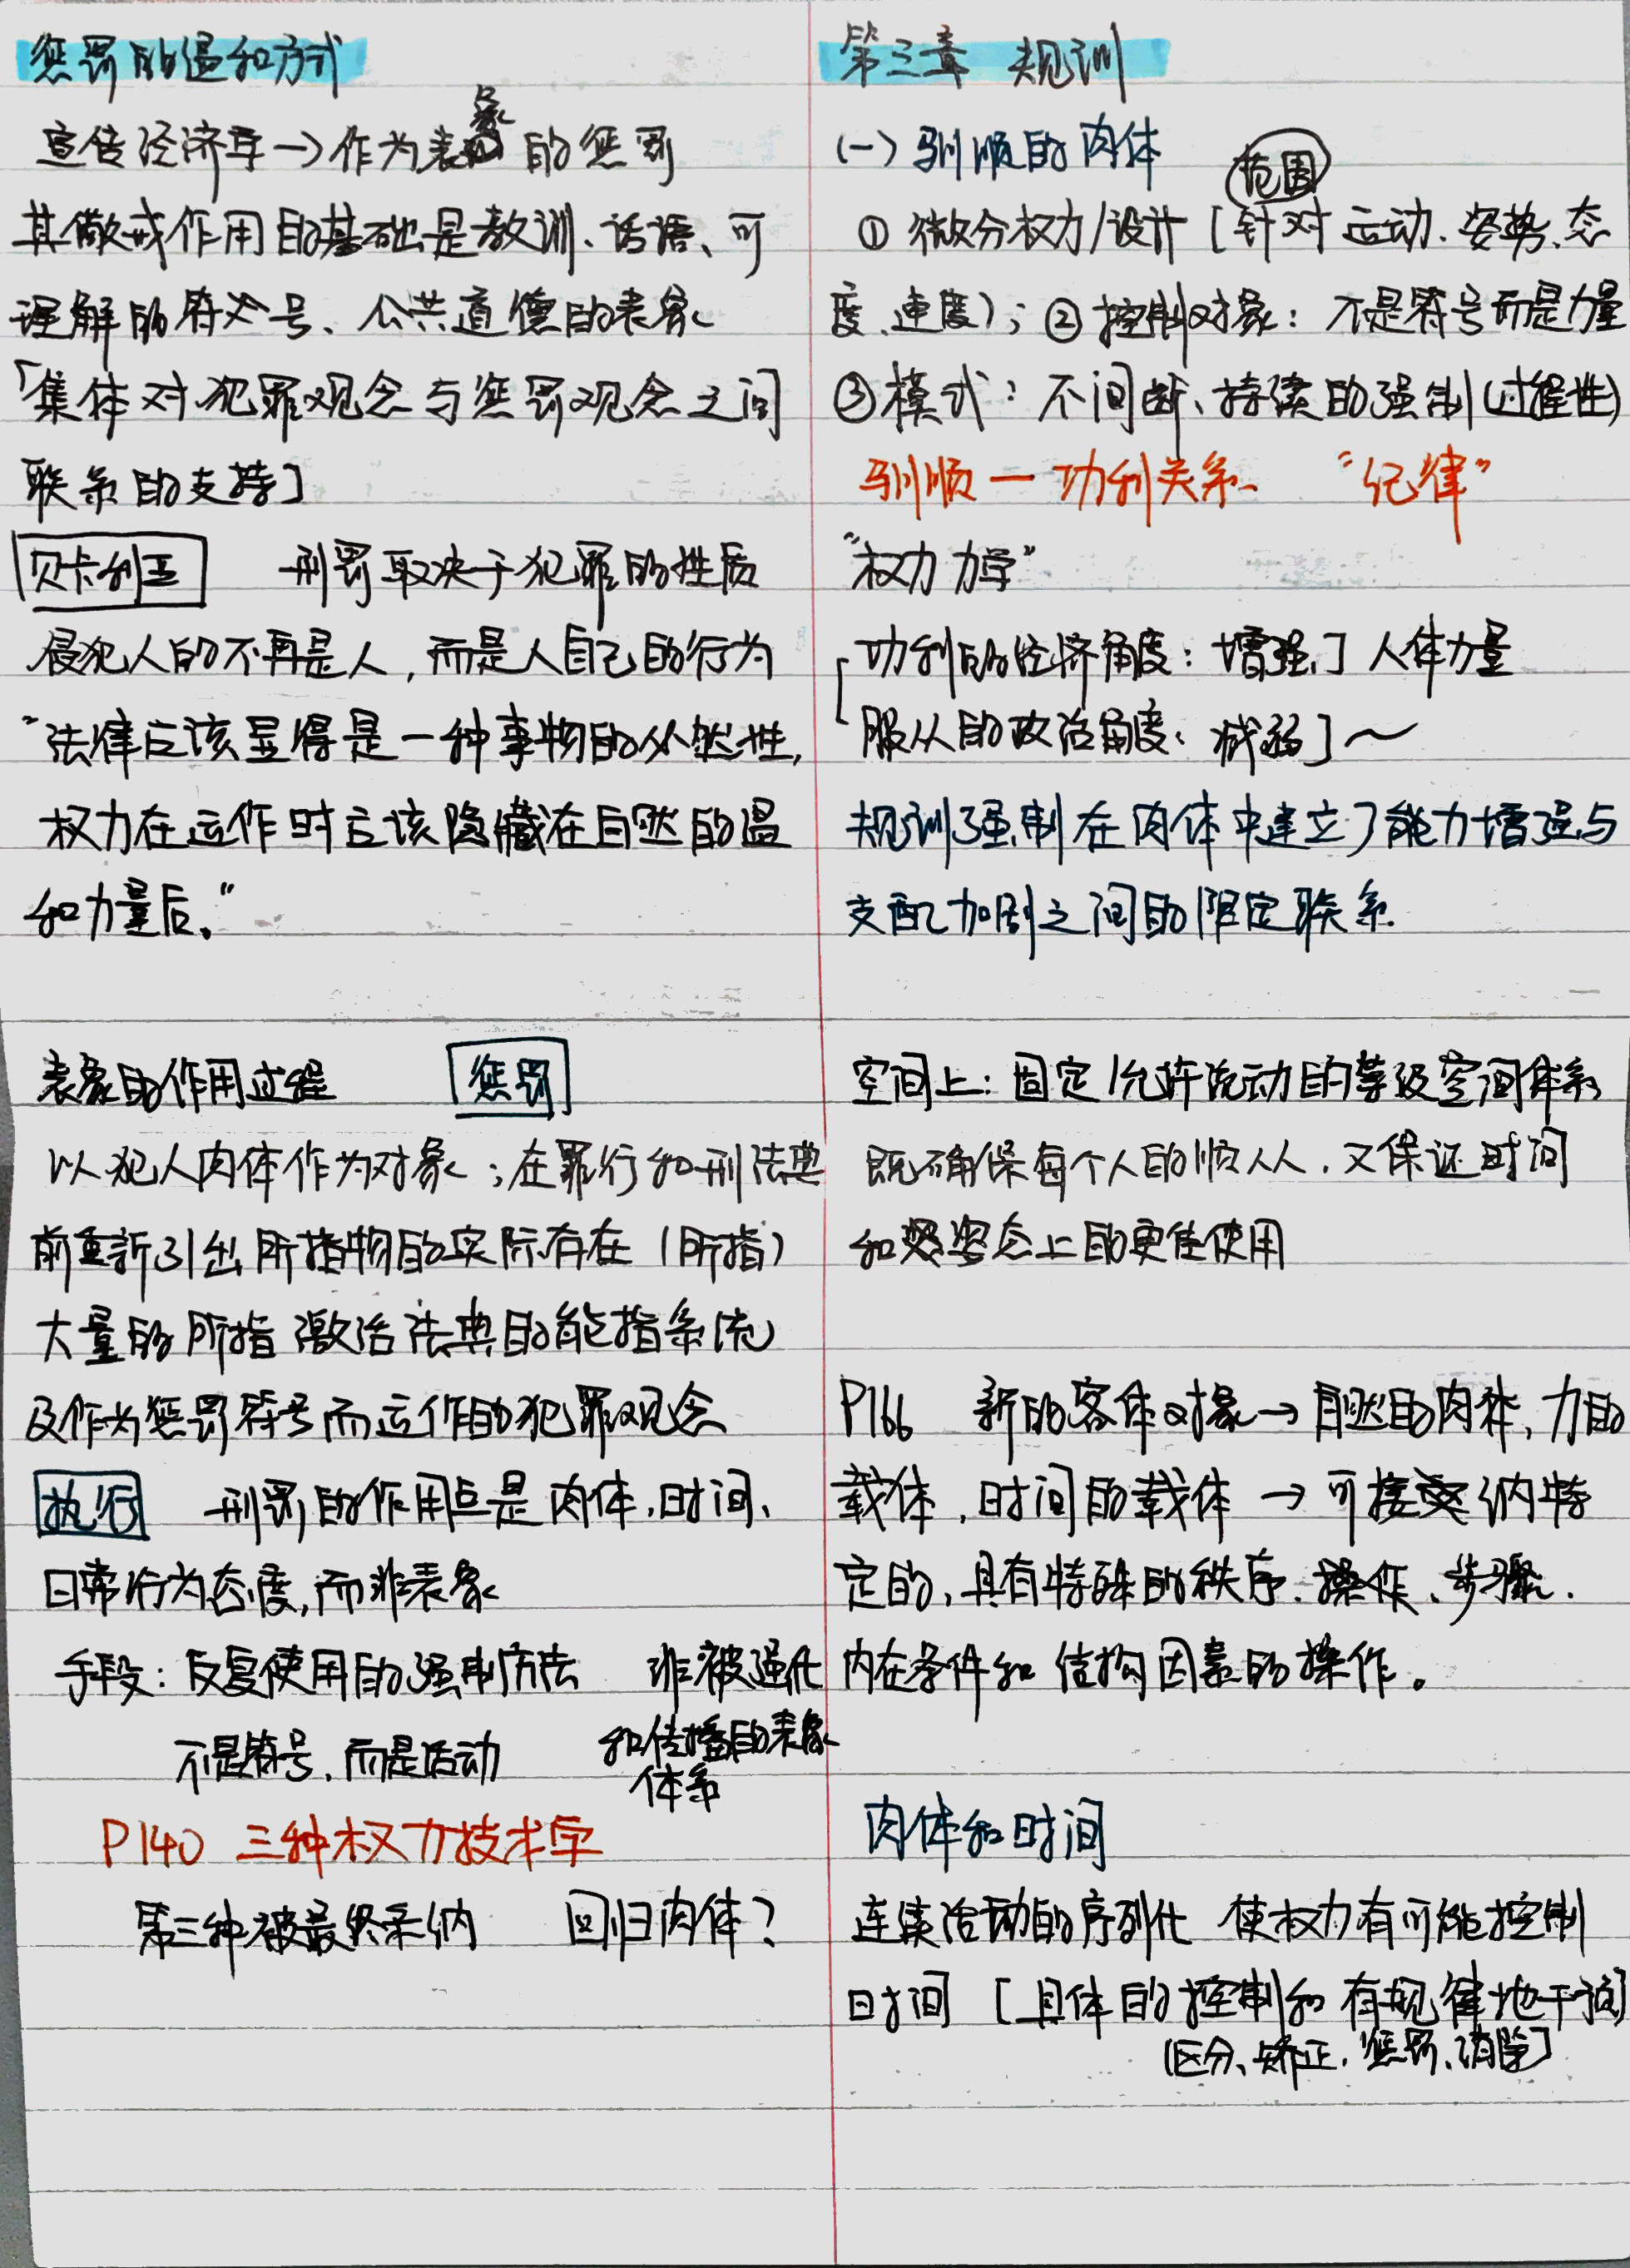 惩罚的温和方式
宣传经济学→作为表象的惩罚
其儆戒作用的基础是教训、话语、可
理解的符号、公共道德的表象
「集体对犯罪观念与惩罚观念之间
联系的支持]
贝卡利亚 刑罚取决于犯罪的性质
侵犯人的不再是人,而是人自己的行为
"法律应该显得是一种事物的必然性,
权力在运作时应该隐藏在自然的温
和力量后。"
表象的作用过程 惩罚
以犯人肉体作为对象;在罪行和刑法典
前重新引出所指物的实际存在(所指)
大量的所指激活法典的能指系统
及作为惩罚符号而运作的犯罪观念
执行 刑罚的作用点是肉体,时间、
日常行为态度,而非表象
手段:反复使用的强制方法 非被强化
和传播的表象
体系
不是符号,而是活动
P140 三种权力技术学
第三种被最终采纳 回归肉体?
第三章 规训
(一)驯顺的肉体
范围
① 微分权力/设计[针对运动、姿势、态
度、速度);②控制对象:不是符号而是力量
③模式:不间断、持续的强制(过程性)
驯顺—功利关系 "纪律"
"权力力学"
功利的经济角度:增强] 人体力量
服从的政治角度:减弱]~
规训强制在肉体中建立了能力增强与
支配加剧之间的限定联系
空间上:固定/允许流动的等级空间体系
既确保每个人的顺从,又保证时间
和姿态上的更佳使用
P166 新的客体对象→自然的肉体,力的
载体,时间的载体→可接纳特
定的,具有特殊的秩序、操作、步骤、
内在条件和结构因素的操作。
肉体和时间
连续活动的序列化 使权力有可能控制
时间 [具体的控制和有规律地干预]
(区分、矫正、惩罚、消除]